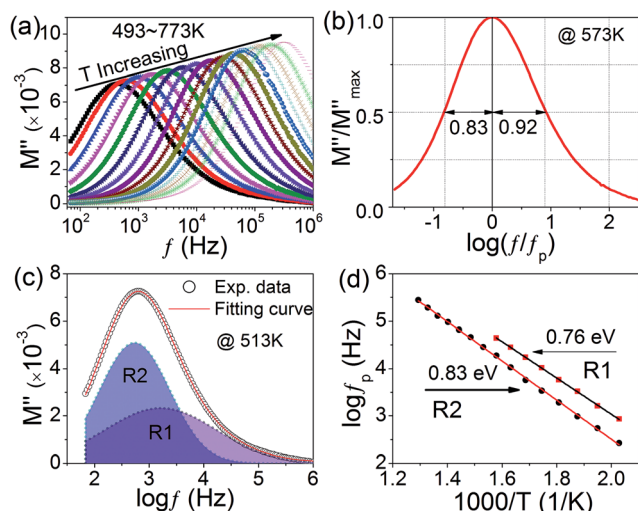 (a)
493~773K
T Increasing
M'' (×10⁻³)
10
8
6
4
2
0
10² 10³ 10⁴ 10⁵ 10⁶
f (Hz)
(b)
@ 573K
M''/M''max
1.0
0.5
0.0
0.83 0.92
-1 0 1 2
log(f/fp)
(c)
Exp. data
Fitting curve
@ 513K
M'' (×10⁻³)
8
6
4
2
0
R2
R1
2 3 4 5 6
logf (Hz)
(d)
logfp (Hz)
6
5
4
3
2
0.76 eV
R1
0.83 eV
R2
1.2 1.4 1.6 1.8 2.0
1000/T (1/K)